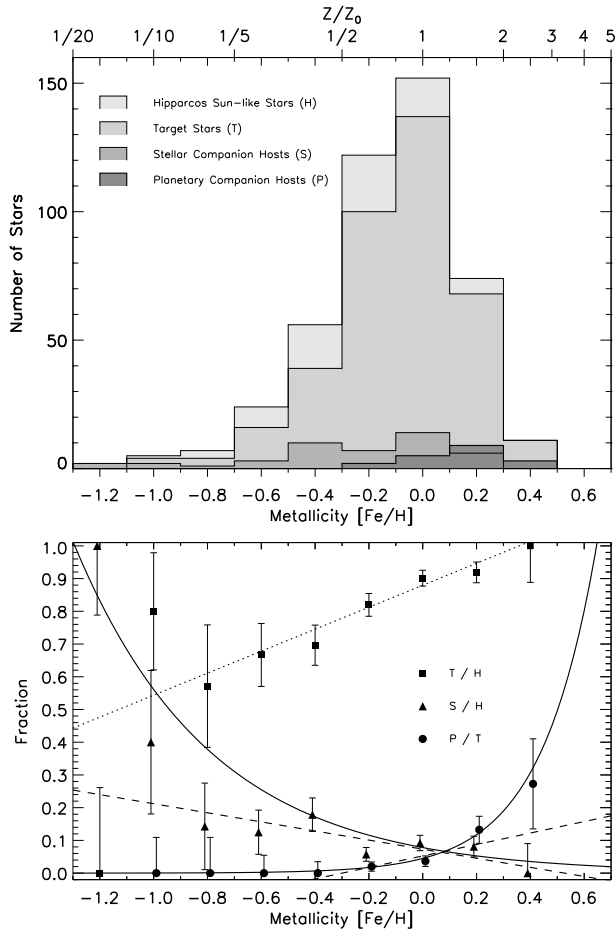 Z/Z0
1/20 1/10 1/5 1/2 1 2 3 4 5
150
100
50
0
Number of Stars
Hipparcos Sun-like Stars (H)
Target Stars (T)
Stellar Companion Hosts (S)
Planetary Companion Hosts (P)
-1.2 -1.0 -0.8 -0.6 -0.4 -0.2 0.0 0.2 0.4
Metallicity [Fe/H]
1.0
0.9
0.8
0.7
0.6
0.5
0.4
0.3
0.2
0.1
0.0
Fraction
T / H
S / H
P / T
-1.2 -1.0 -0.8 -0.6 -0.4 -0.2 0.0 0.2 0.4 0.6
Metallicity [Fe/H]